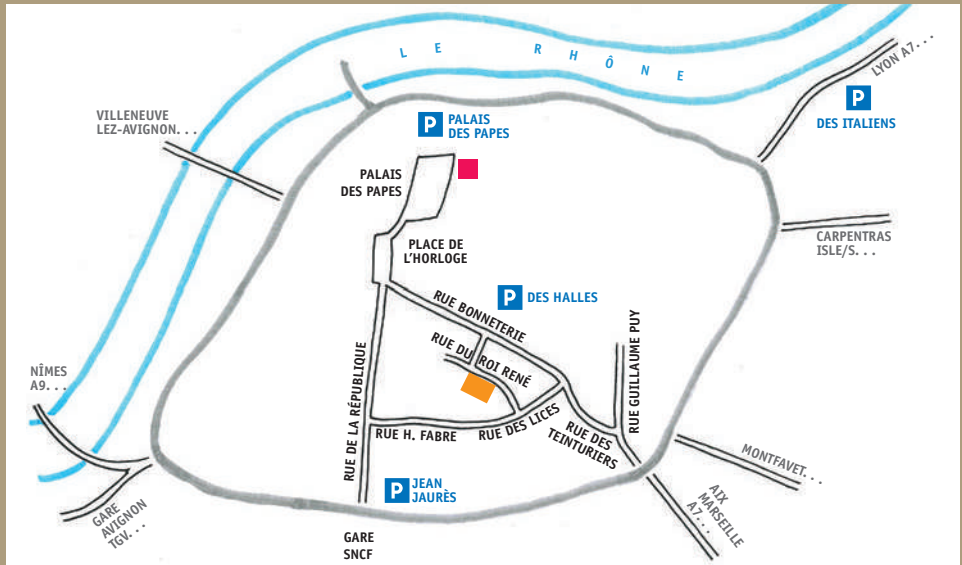 LE RHÔNE
LYON A7...
P
DES ITALIENS
VILLENEUVE
LEZ-AVIGNON...
P PALAIS
DES PAPES
PALAIS
DES PAPES
CARPENTRAS
ISLE/S...
PLACE DE
L'HORLOGE
P DES HALLES
RUE BONNETERIE
RUE DU ROI RENÉ
RUE GUILLAUME PUY
NÎMES
A9...
RUE DE LA RÉPUBLIQUE
RUE H. FABRE
RUE DES LICES
RUE DES
TEINTURIERS
MONTFAVET...
P JEAN
JAURÈS
AIX
MARSEILLE
A7...
GARE
AVIGNON
TGV...
GARE
SNCF